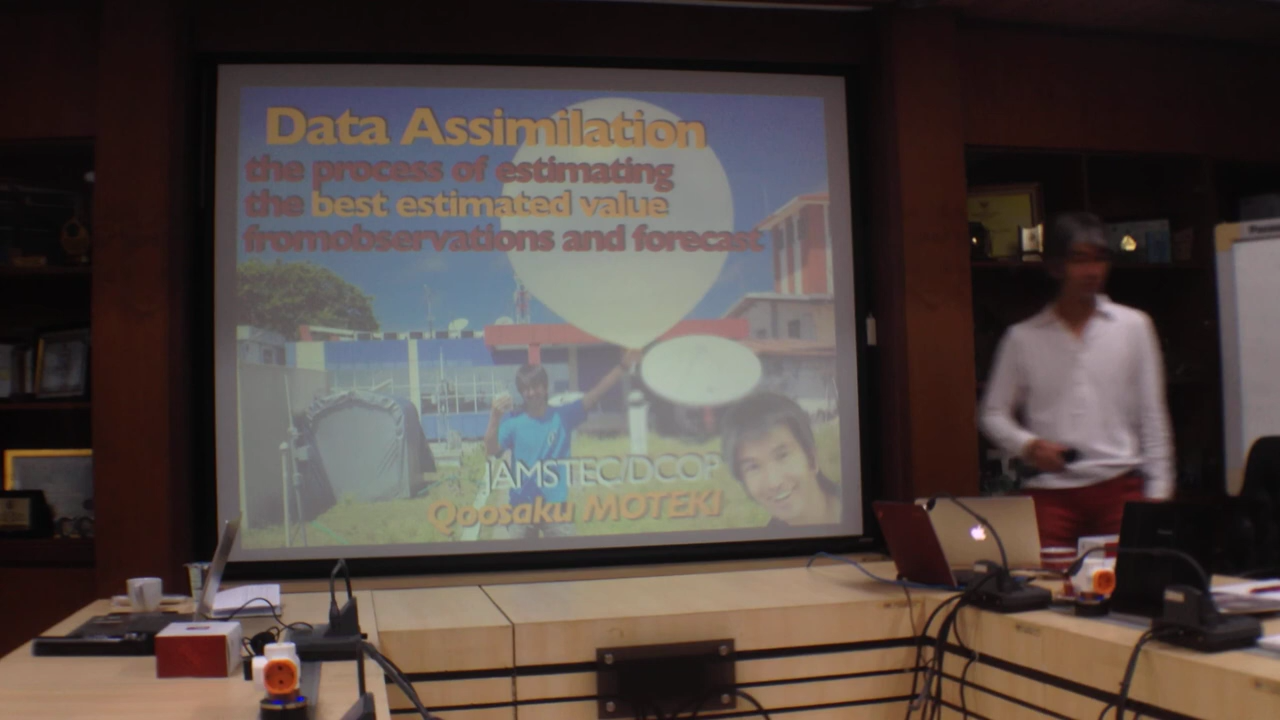 Data Assimilation
the process of estimating
the best estimated value
fromobservations and forecast
JAMSTEC/DCOP
Qoosaku MOTEKI